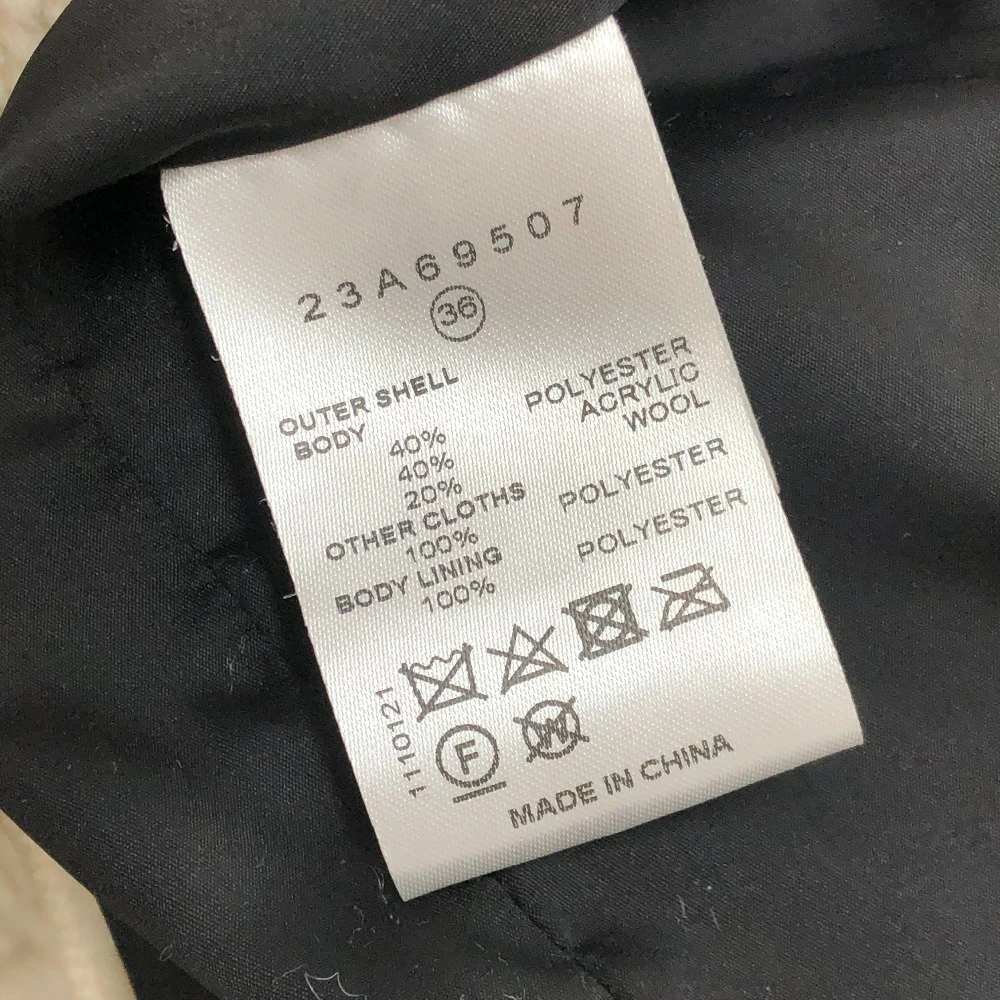 23A69507
36
OUTER SHELL
BODY 40% POLYESTER
40% ACRYLIC
20% WOOL
OTHER CLOTHS
100% POLYESTER
BODY LINING
100% POLYESTER
1110121
F W
MADE IN CHINA